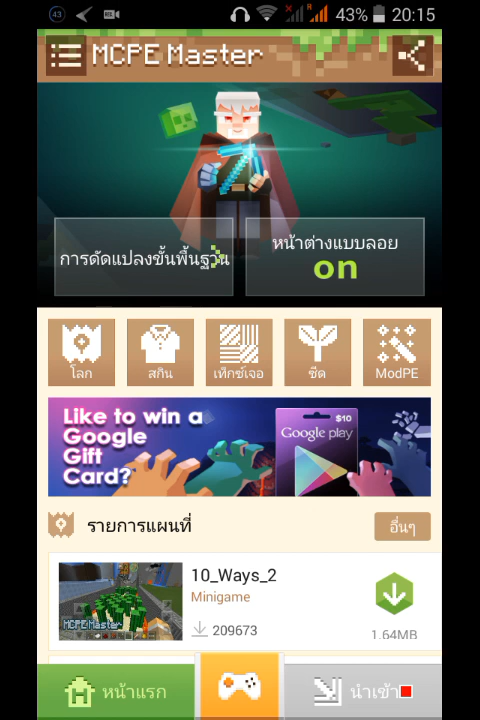 43
43%
20:15
MCPE Master
การดัดแปลงขั้นพื้นฐาน
หน้าต่างแบบลอย
on
โลก
สกิน
เท็กซ์เจอ
ซีด
ModPE
Like to win a
Google
Gift
Card?
$10
Google play
รายการแผนที่
อื่นๆ
10_Ways_2
Minigame
209673
1.64MB
MCPE Master
หน้าแรก
นำเข้า